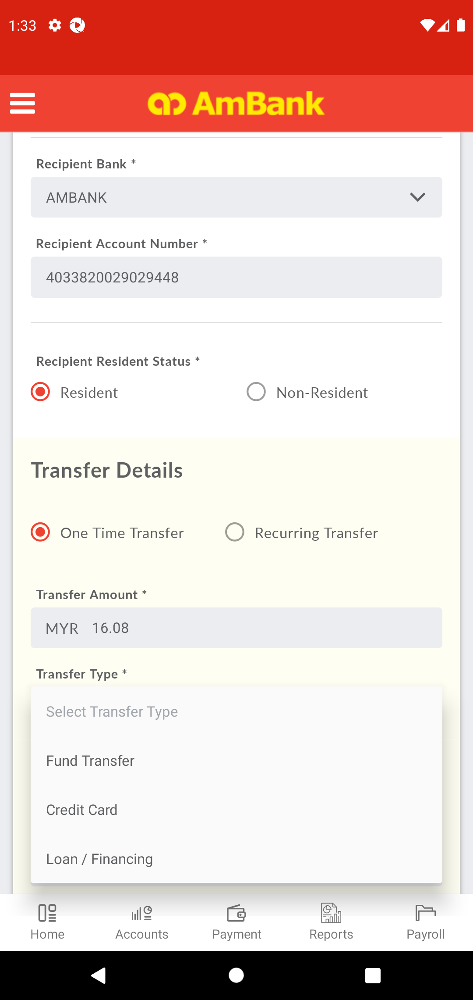 1:33
AmBank
Recipient Bank *
AMBANK
Recipient Account Number *
4033820029029448
Recipient Resident Status *
Resident
Non-Resident
Transfer Details
One Time Transfer
Recurring Transfer
Transfer Amount *
MYR 16.08
Transfer Type *
Select Transfer Type
Fund Transfer
Credit Card
Loan / Financing
Home
Accounts
Payment
Reports
Payroll